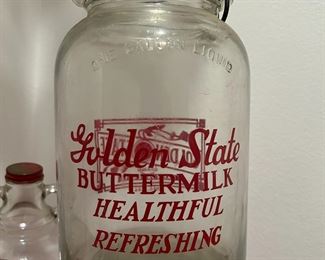 ONE GALLON LIQUID
Golden State
BUTTERMILK
HEALTHFUL
REFRESHING